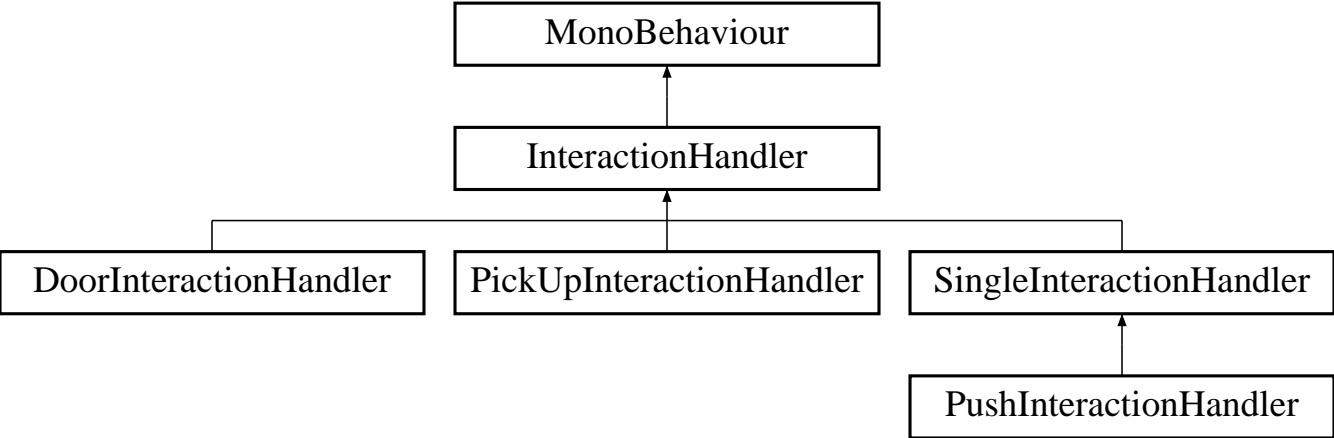 MonoBehaviour
InteractionHandler
DoorInteractionHandler
PickUpInteractionHandler
SingleInteractionHandler
PushInteractionHandler